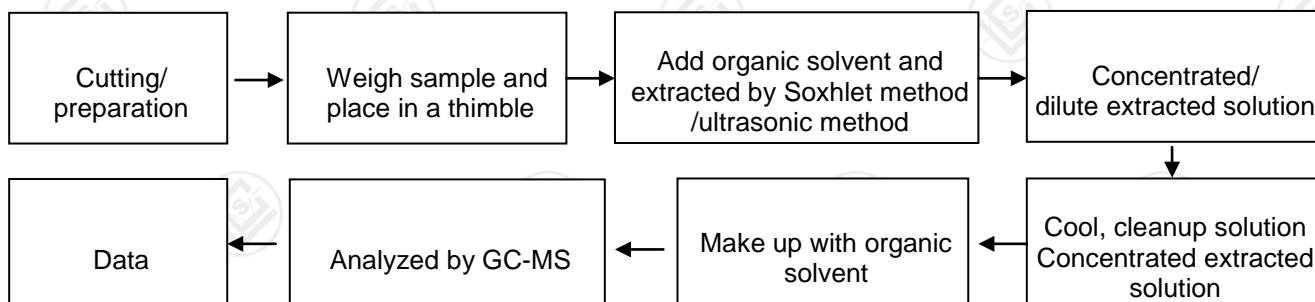 Cutting/
preparation
Weigh sample and
place in a thimble
Add organic solvent and
extracted by Soxhlet method
/ultrasonic method
Concentrated/
dilute extracted solution
Cool, cleanup solution
Concentrated extracted
solution
Make up with organic
solvent
Analyzed by GC-MS
Data